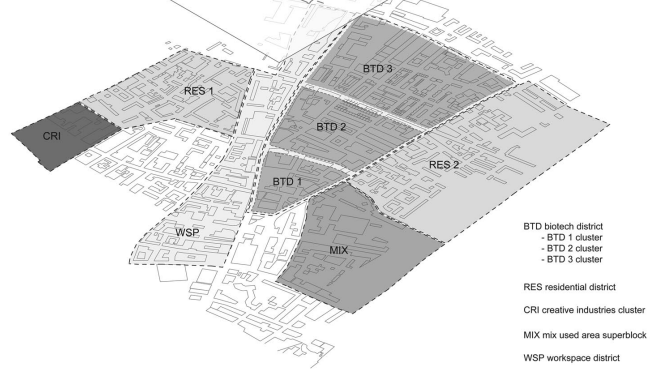 BTD 3
RES 1
BTD 2
CRI
RES 2
BTD 1
WSP
MIX
BTD biotech district
- BTD 1 cluster
- BTD 2 cluster
- BTD 3 cluster
RES residential district
CRI creative industries cluster
MIX mix used area superblock
WSP workspace district